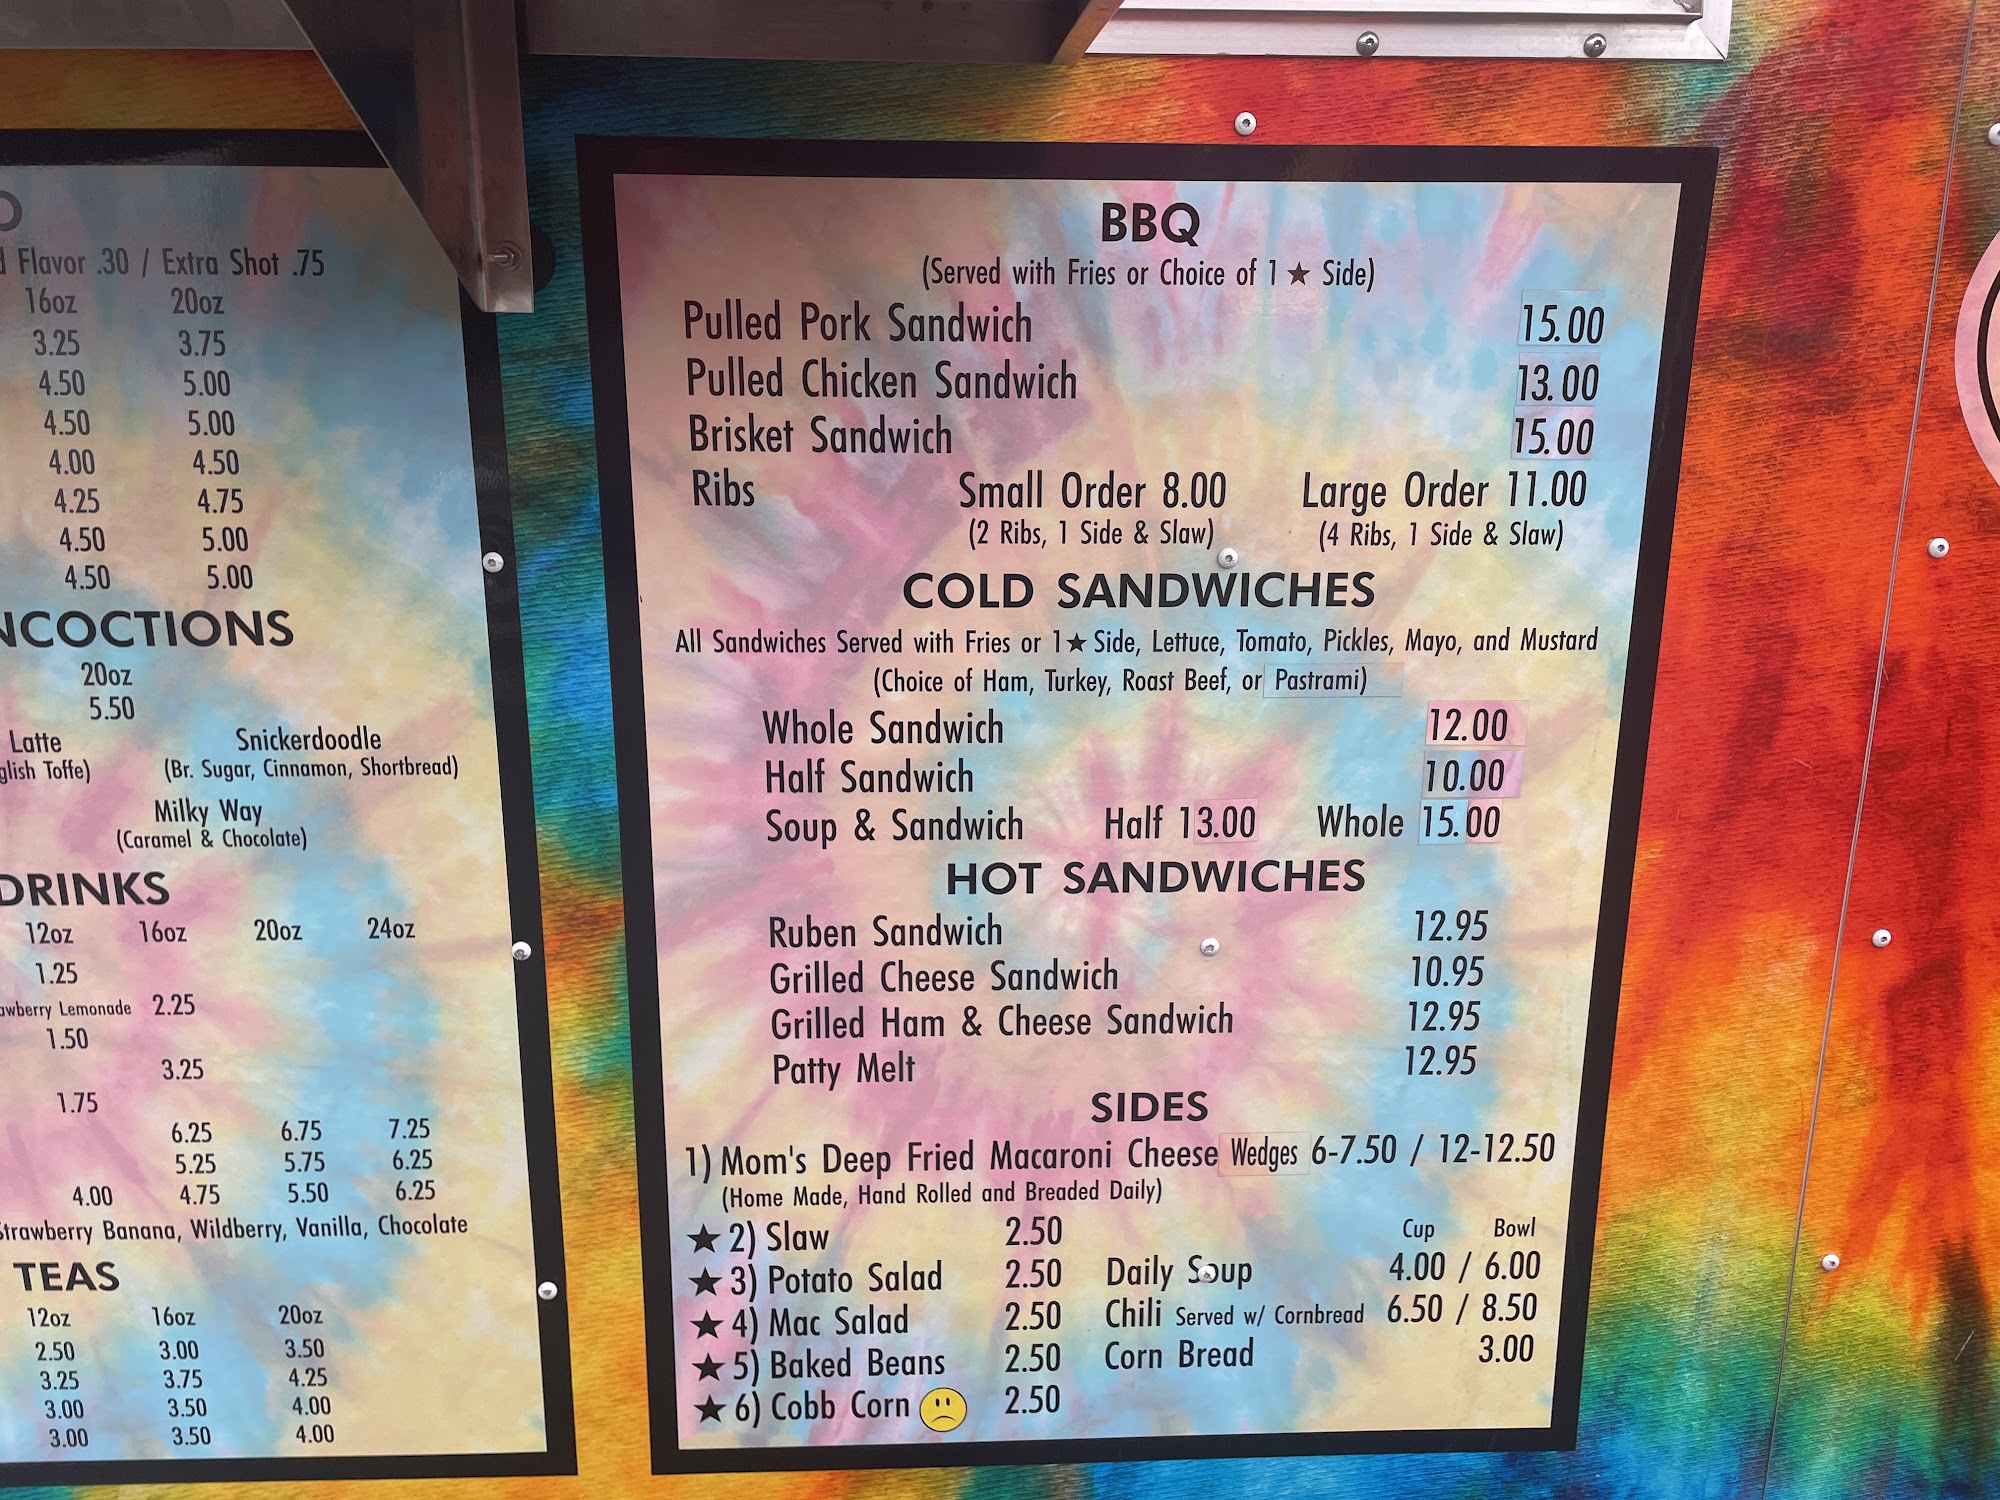 Flavor .30 / Extra Shot .75
16oz 20oz
3.25 3.75
4.50 5.00
4.50 5.00
4.00 4.50
4.25 4.75
4.50 5.00
4.50 5.00
20oz
5.50
Latte Snickerdoodle
(Br. Sugar, Cinnamon, Shortbread)
Milky Way
(Caramel & Chocolate)
DRINKS
12oz 16oz 20oz 24oz
1.25
Lemonade 2.25
1.50
3.25
1.75
6.25 6.75 7.25
5.25 5.75 6.25
4.00 4.75 5.50 6.25
Strawberry Banana, Wildberry, Vanilla, Chocolate
TEAS
12oz 16oz 20oz
2.50 3.00 3.50
3.25 3.75 4.25
3.00 3.50 4.00
3.00 3.50 4.00
BBQ
(Served with Fries or Choice of 1 ★ Side)
Pulled Pork Sandwich 15.00
Pulled Chicken Sandwich 13.00
Brisket Sandwich 15.00
Ribs Small Order 8.00 Large Order 11.00
(2 Ribs, 1 Side & Slaw) (4 Ribs, 1 Side & Slaw)
COLD SANDWICHES
All Sandwiches Served with Fries or 1★ Side, Lettuce, Tomato, Pickles, Mayo, and Mustard
(Choice of Ham, Turkey, Roast Beef, or Pastrami)
Whole Sandwich 12.00
Half Sandwich 10.00
Soup & Sandwich Half 13.00 Whole 15.00
HOT SANDWICHES
Ruben Sandwich 12.95
Grilled Cheese Sandwich 10.95
Grilled Ham & Cheese Sandwich 12.95
Patty Melt 12.95
SIDES
1) Mom's Deep Fried Macaroni Cheese Wedges 6-7.50 / 12-12.50
(Home Made, Hand Rolled and Breaded Daily)
Cup Bowl
★ 2) Slaw 2.50
★ 3) Potato Salad 2.50 Daily Soup 4.00 / 6.00
★ 4) Mac Salad 2.50 Chili Served w/ Cornbread 6.50 / 8.50
★ 5) Baked Beans 2.50 Corn Bread 3.00
★ 6) Cobb Corn 2.50